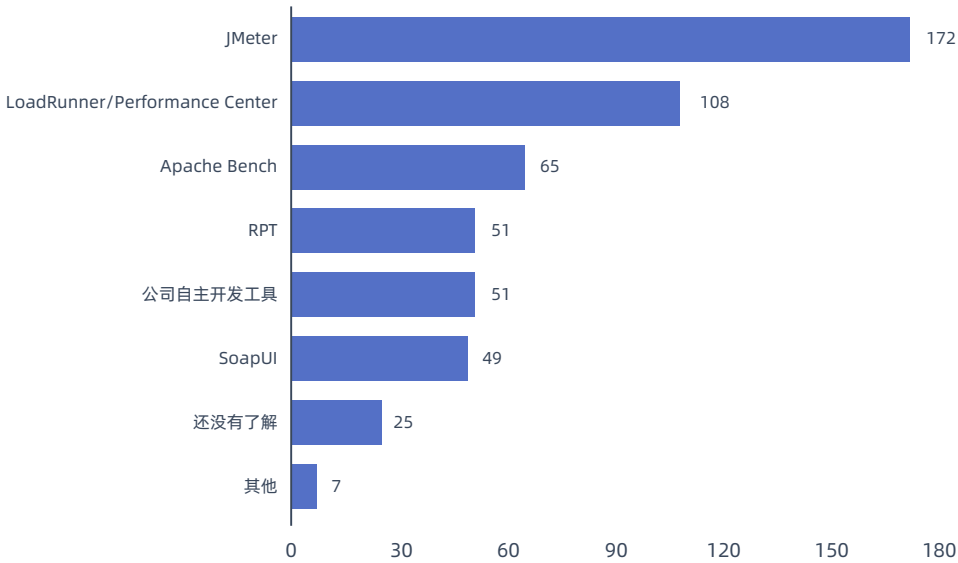 JMeter 172
LoadRunner/Performance Center 108
Apache Bench 65
RPT 51
公司自主开发工具 51
SoapUI 49
还没有了解 25
其他 7
0 30 60 90 120 150 180